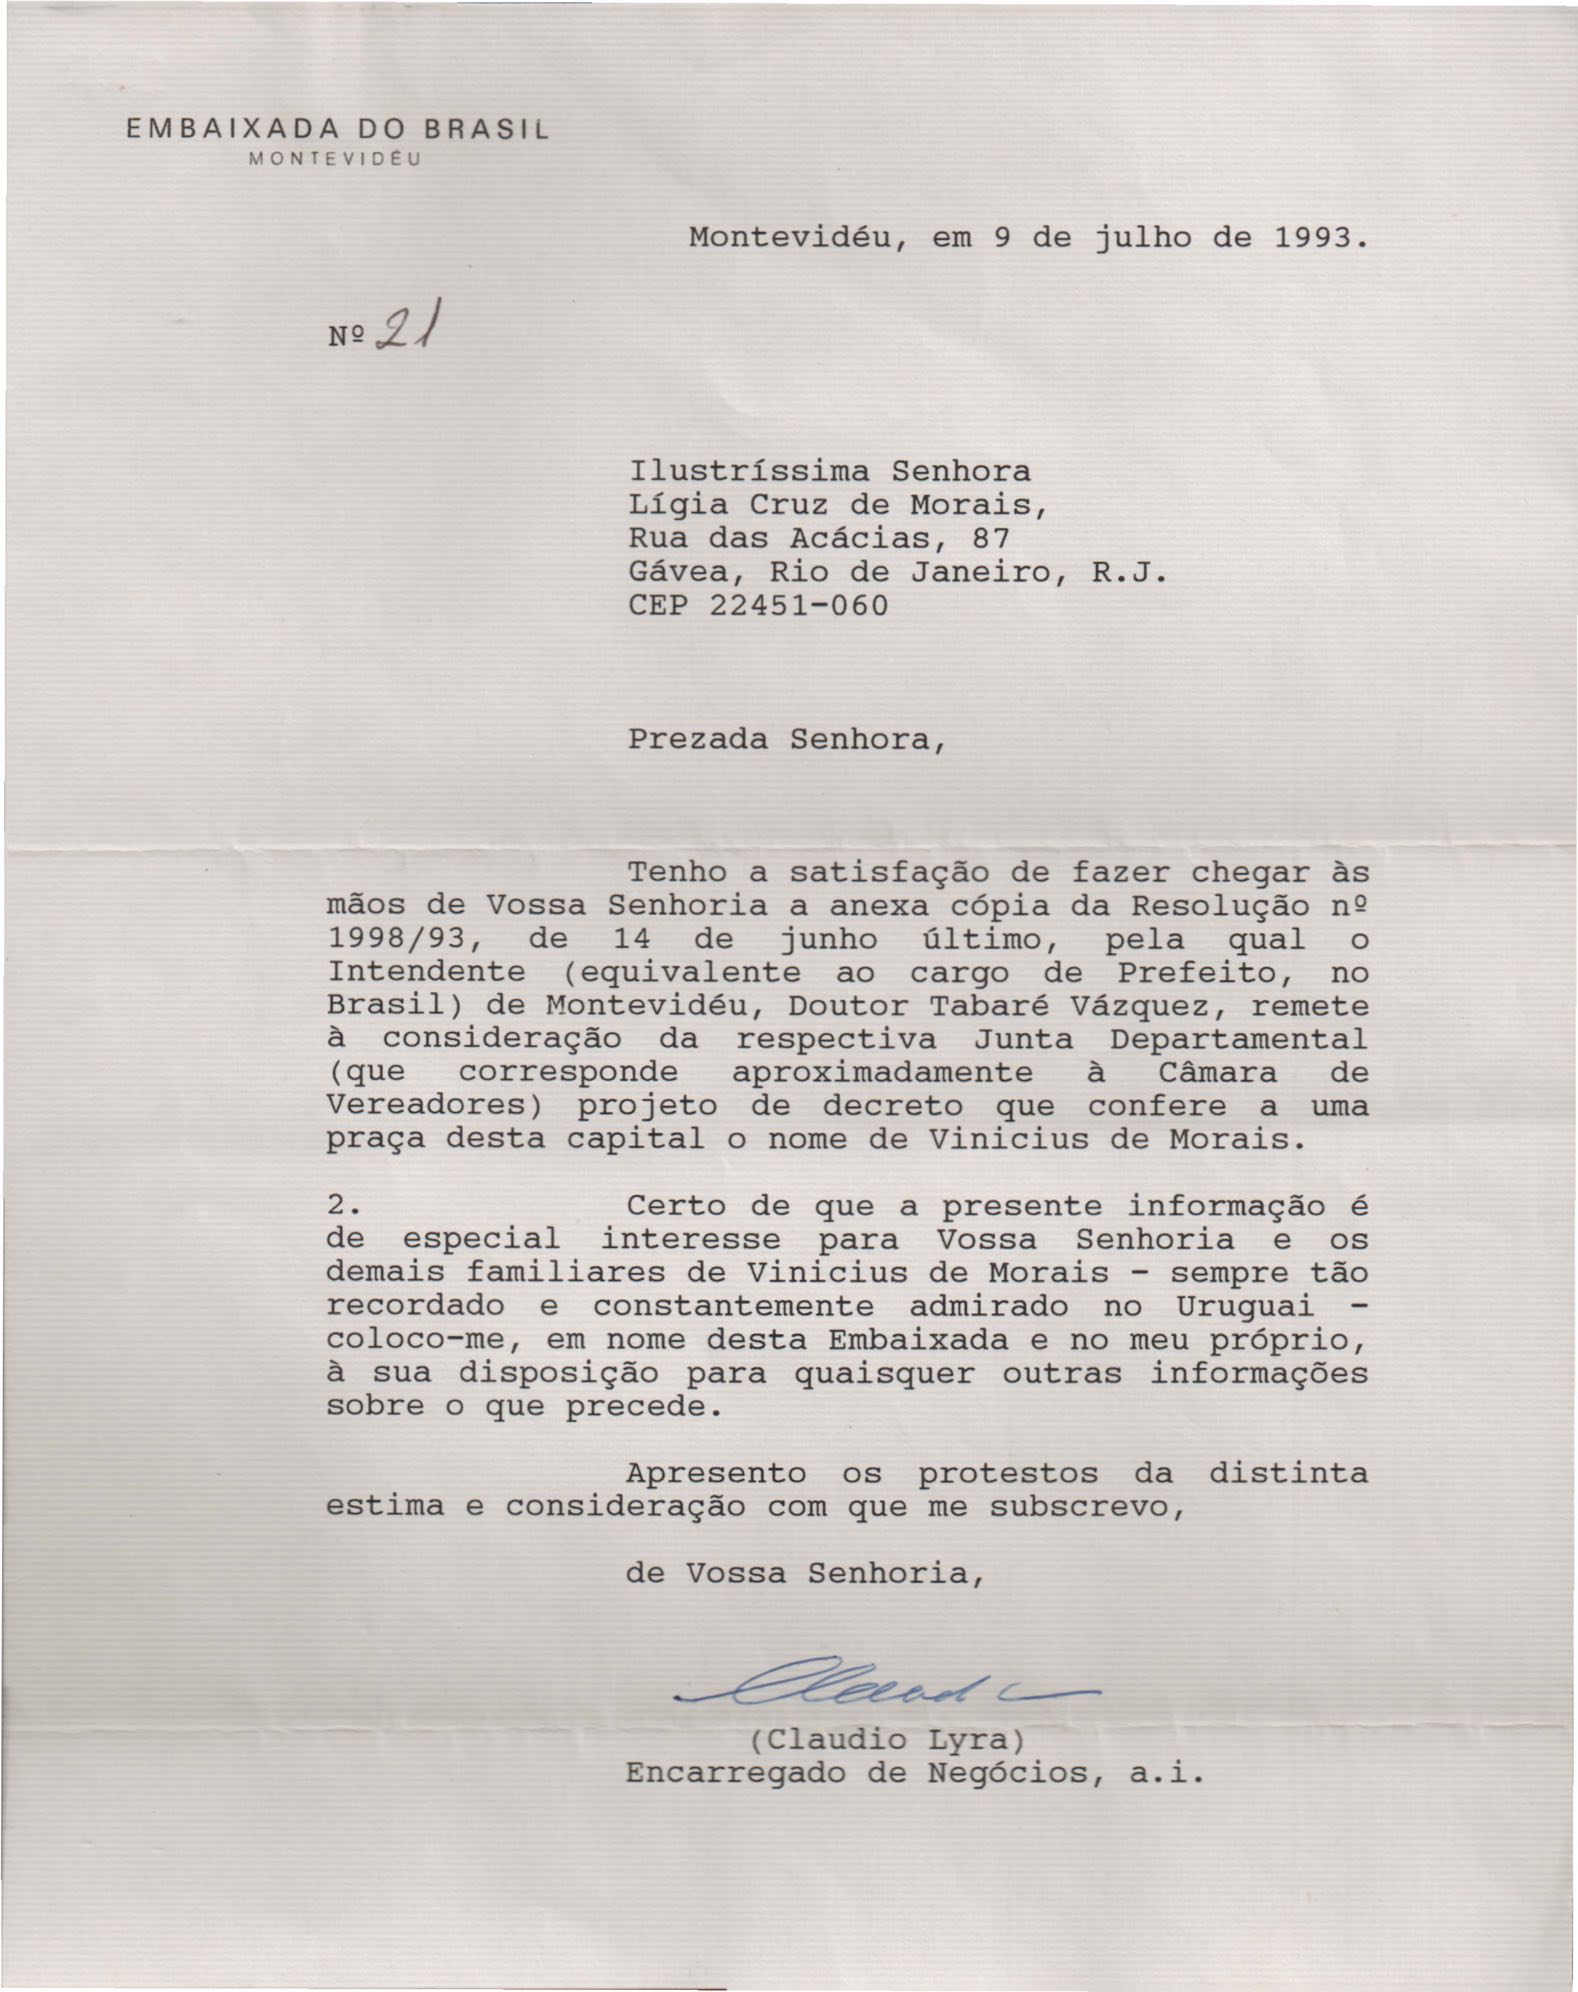 EMBAIXADA DO BRASIL
MONTEVIDÉU
Montevidéu, em 9 de julho de 1993.
Nº 21
Ilustríssima Senhora
Lígia Cruz de Morais,
Rua das Acácias, 87
Gávea, Rio de Janeiro, R.J.
CEP 22451-060
Prezada Senhora,
Tenho a satisfação de fazer chegar às
mãos de Vossa Senhoria a anexa cópia da Resolução nº
1998/93, de 14 de junho último, pela qual o
Intendente (equivalente ao cargo de Prefeito, no
Brasil) de Montevidéu, Doutor Tabaré Vázquez, remete
à consideração da respectiva Junta Departamental
(que corresponde aproximadamente à Câmara de
Vereadores) projeto de decreto que confere a uma
praça desta capital o nome de Vinicius de Morais.
2. Certo de que a presente informação é
de especial interesse para Vossa Senhoria e os
demais familiares de Vinicius de Morais - sempre tão
recordado e constantemente admirado no Uruguai -
coloco-me, em nome desta Embaixada e no meu próprio,
à sua disposição para quaisquer outras informações
sobre o que precede.
Apresento os protestos da distinta
estima e consideração com que me subscrevo,
de Vossa Senhoria,
(Claudio Lyra)
Encarregado de Negócios, a.i.